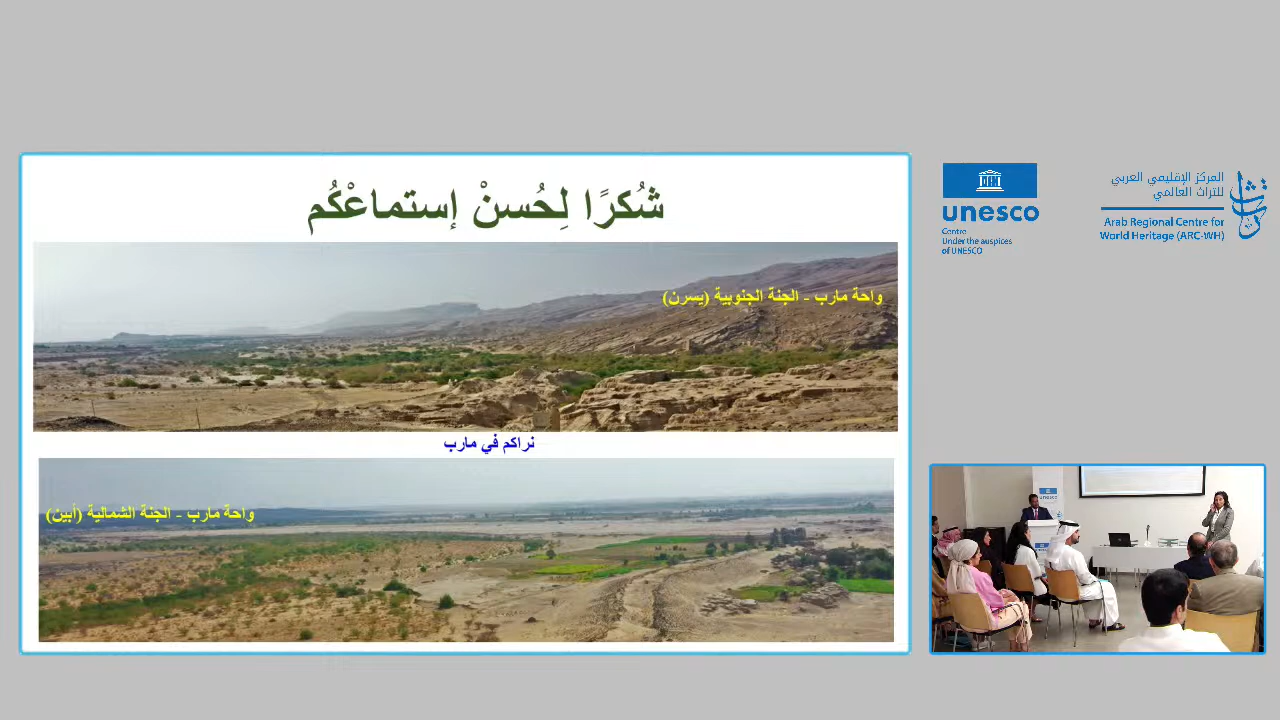 شُكرًا لِحُسنْ إستماعْكُم
واحة مارب - الجنة الجنوبية (يسرن)
نراكم في مارب
واحة مارب - الجنة الشمالية (أبين)
unesco
Centre
Under the auspices
of UNESCO
المركز الإقليمي العربي
للتراث العالمي
Arab Regional Centre for
World Heritage (ARC-WH)
unesco